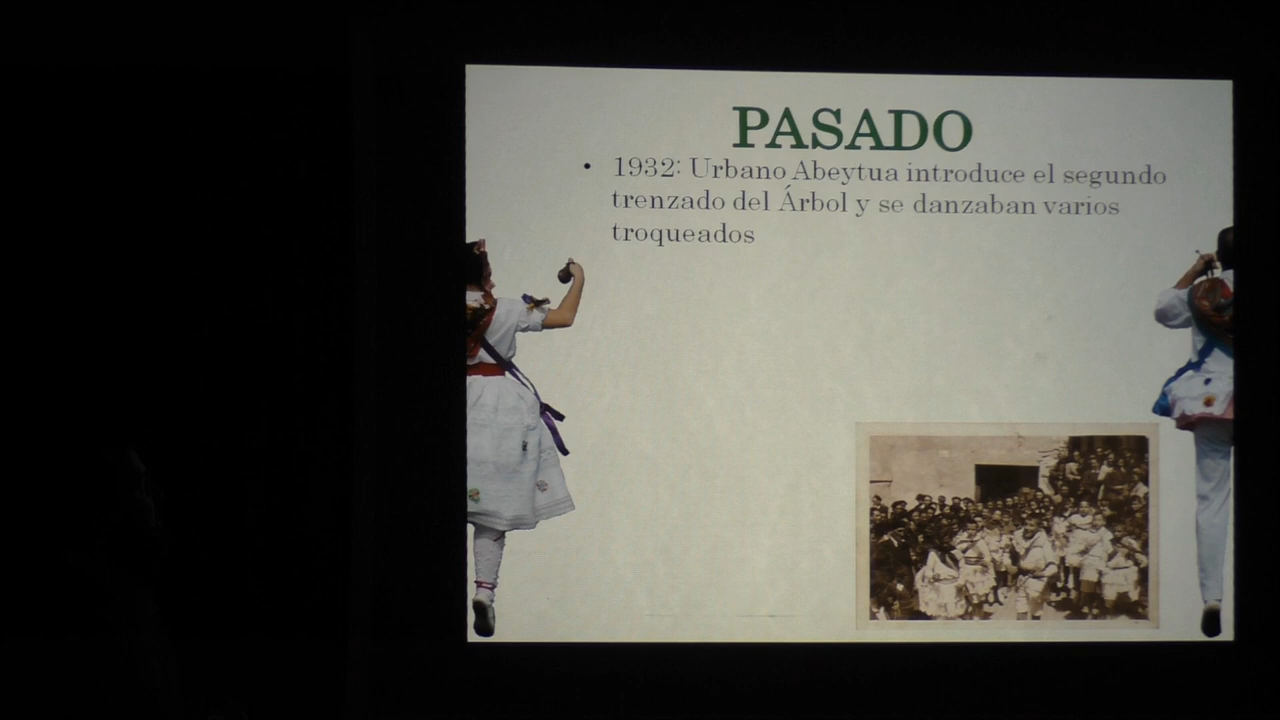 PASADO
• 1932: Urbano Abeytua introduce el segundo
trenzado del Árbol y se danzaban varios
troqueados